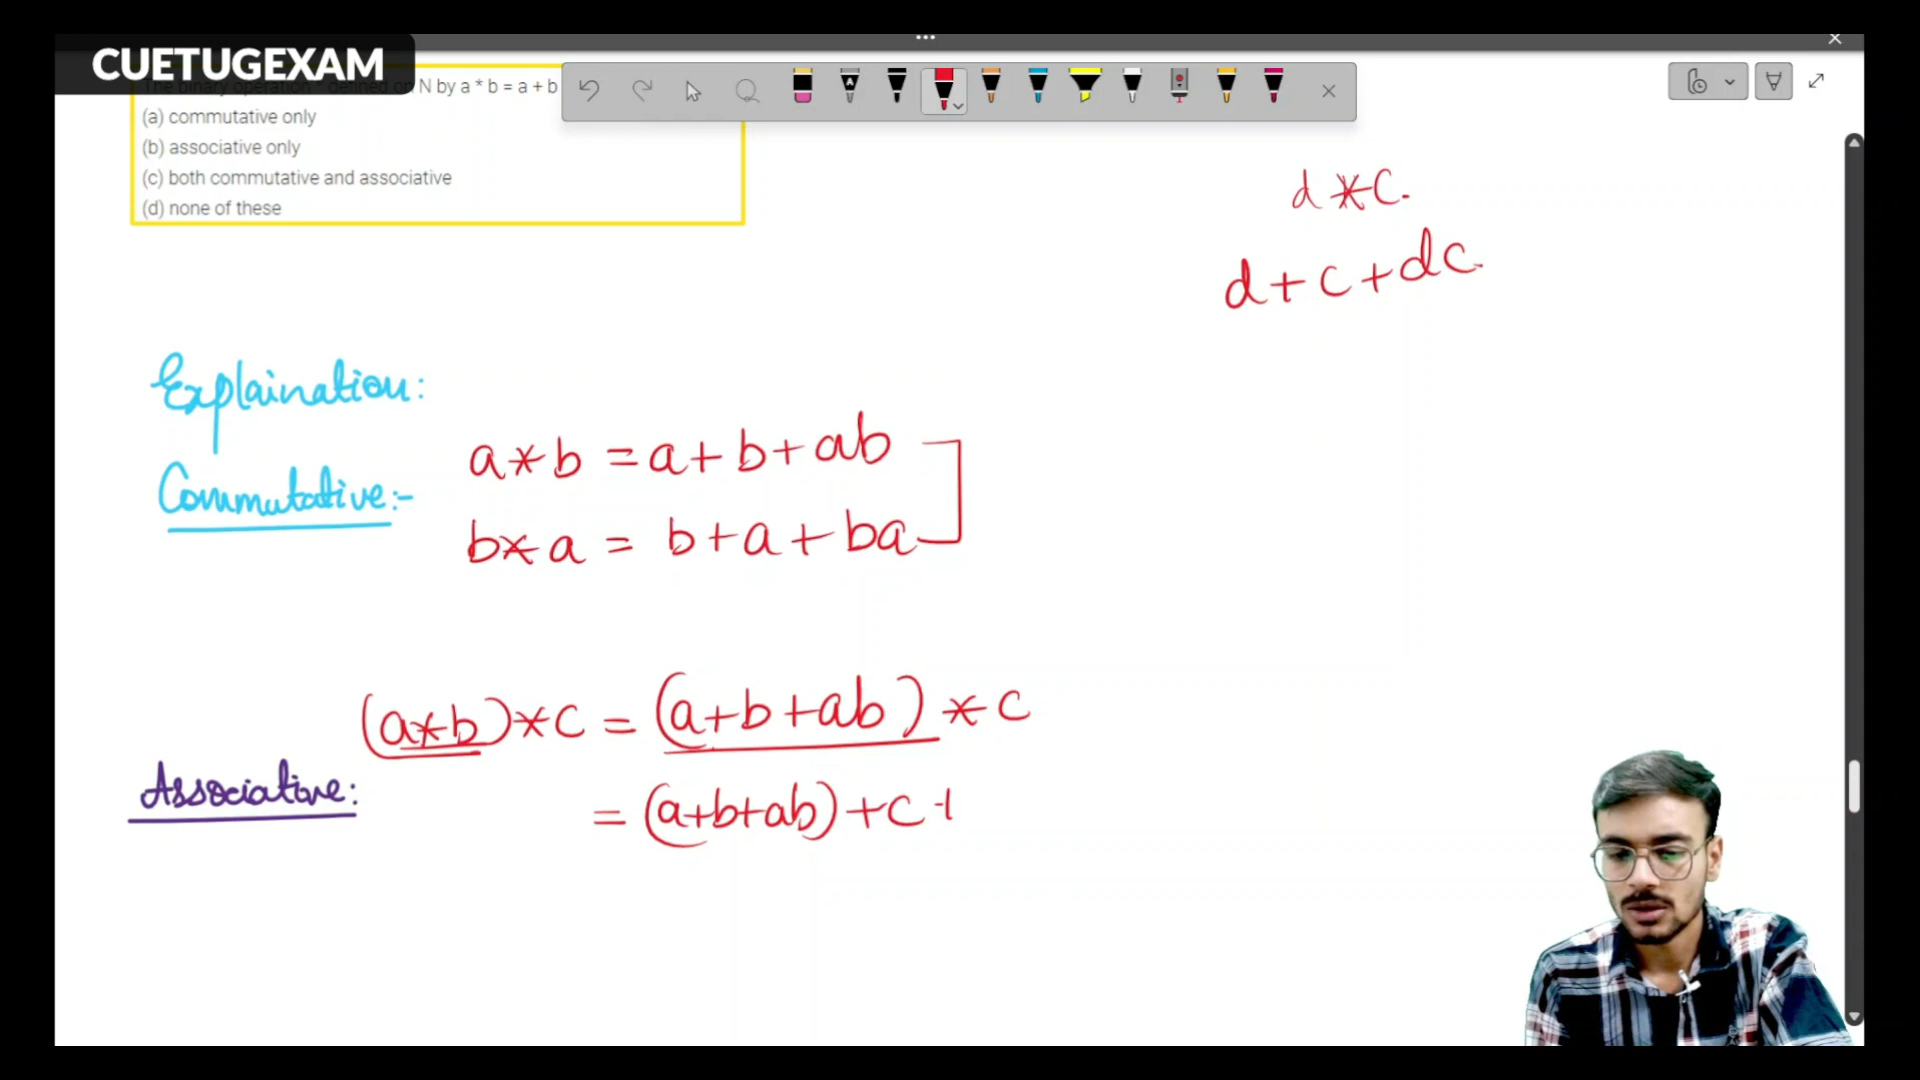 CUETUGEXAM
N by a * b = a + b
(a) commutative only
(b) associative only
(c) both commutative and associative
(d) none of these
d*c.
d+c+dc.
Explaination:
Commutative:-
a*b = a+b+ab
b*a = b+a+ba
(a*b)*c = (a+b+ab)*c
Associative:
= (a+b+ab)+c+